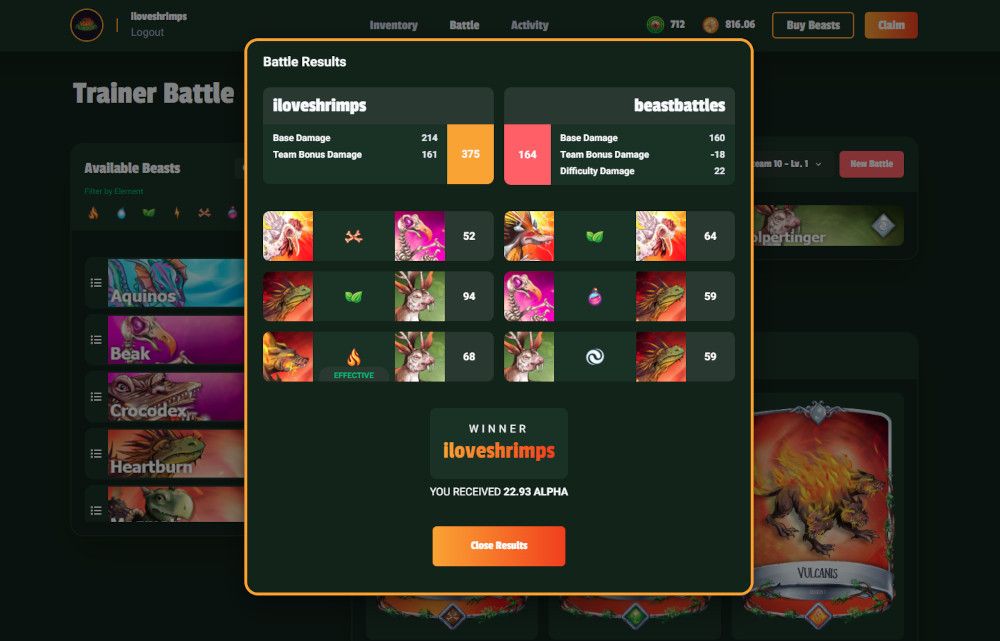 iloveshrimps
Logout
Inventory
Battle
Activity
712
816.06
Buy Beasts
Claim
Trainer Battle
Available Beasts
Filter by Element
Aquinos
Beak
Crocodex
Heartburn
Battle Results
iloveshrimps
Base Damage 214
Team Bonus Damage 161
375
beastbattles
164
Base Damage 160
Team Bonus Damage -18
Difficulty Damage 22
52
64
94
59
68
59
EFFECTIVE
WINNER
iloveshrimps
YOU RECEIVED 22.93 ALPHA
Close Results
10 - Lv. 1
New Battle
VULCANIS